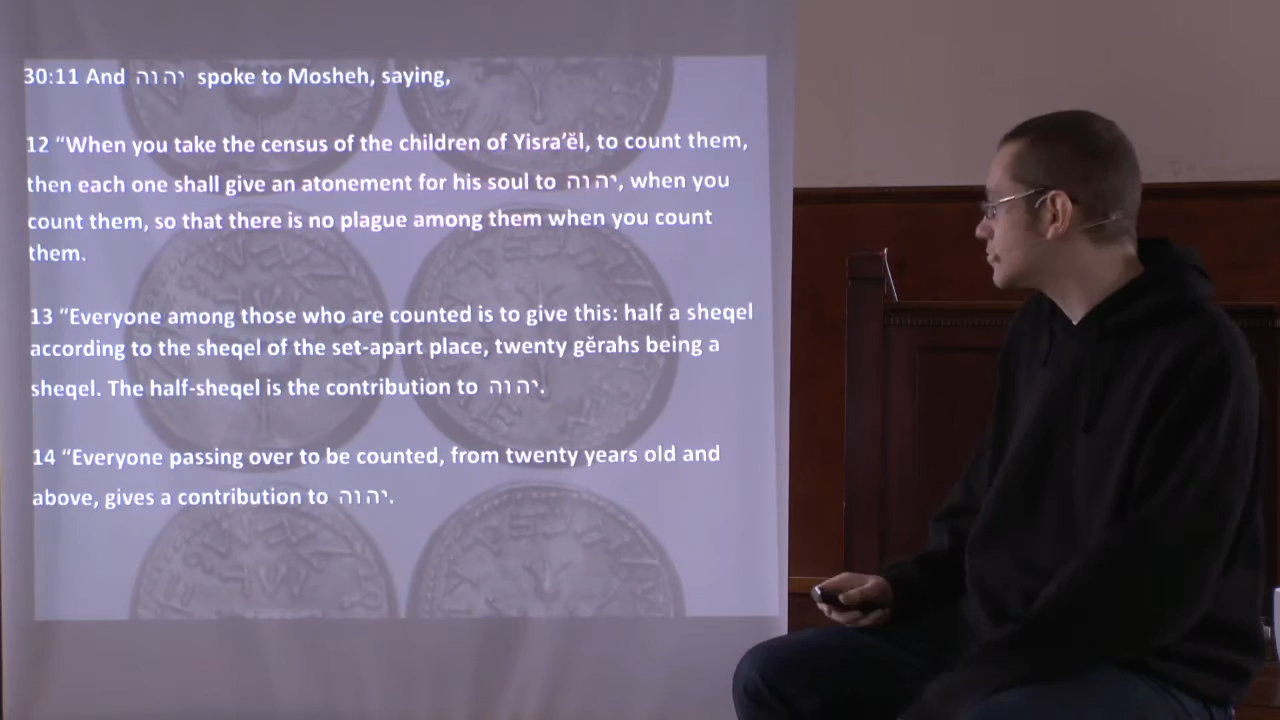 30:11 And יהוה spoke to Mosheh, saying,
12 “When you take the census of the children of Yisra’ĕl, to count them,
then each one shall give an atonement for his soul to יהוה, when you
count them, so that there is no plague among them when you count
them.
13 “Everyone among those who are counted is to give this: half a sheqel
according to the sheqel of the set-apart place, twenty gĕrahs being a
sheqel. The half-sheqel is the contribution to יהוה.
14 “Everyone passing over to be counted, from twenty years old and
above, gives a contribution to יהוה.